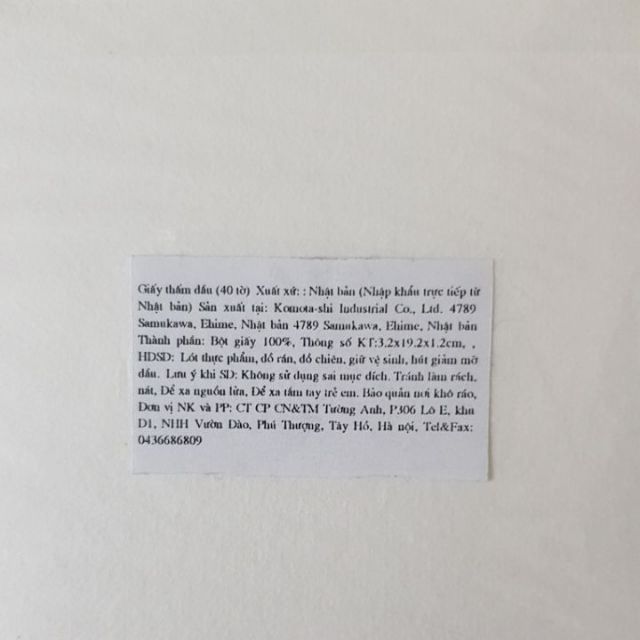 Giấy thấm dầu (40 tờ) Xuất xứ: : Nhật bản (Nhập khẩu trực tiếp từ
Nhật bản) Sản xuất tại: Komota-shi Industrial Co., Ltd. 4789
Samukawa, Ehime, Nhật bản 4789 Samukawa, Ehime, Nhật bản
Thành phần: Bột giấy 100%, Thông số KT:3.2x19.2x1.2cm, ,
HDSD: Lót thực phẩm, đồ rán, đồ chiên, giữ vệ sinh, hút giảm mỡ
dầu. Lưu ý khi SD: Không sử dụng sai mục đích. Tránh làm rách,
nát, Để xa nguồn lửa, Để xa tầm tay trẻ em. Bảo quản nơi khô ráo,
Đơn vị NK và PP: CT CP CN&TM Tường Anh, P306 Lô E, khu
D1, NHH Vườn Đào, Phú Thượng, Tây Hồ, Hà nội, Tel&Fax:
0436686809